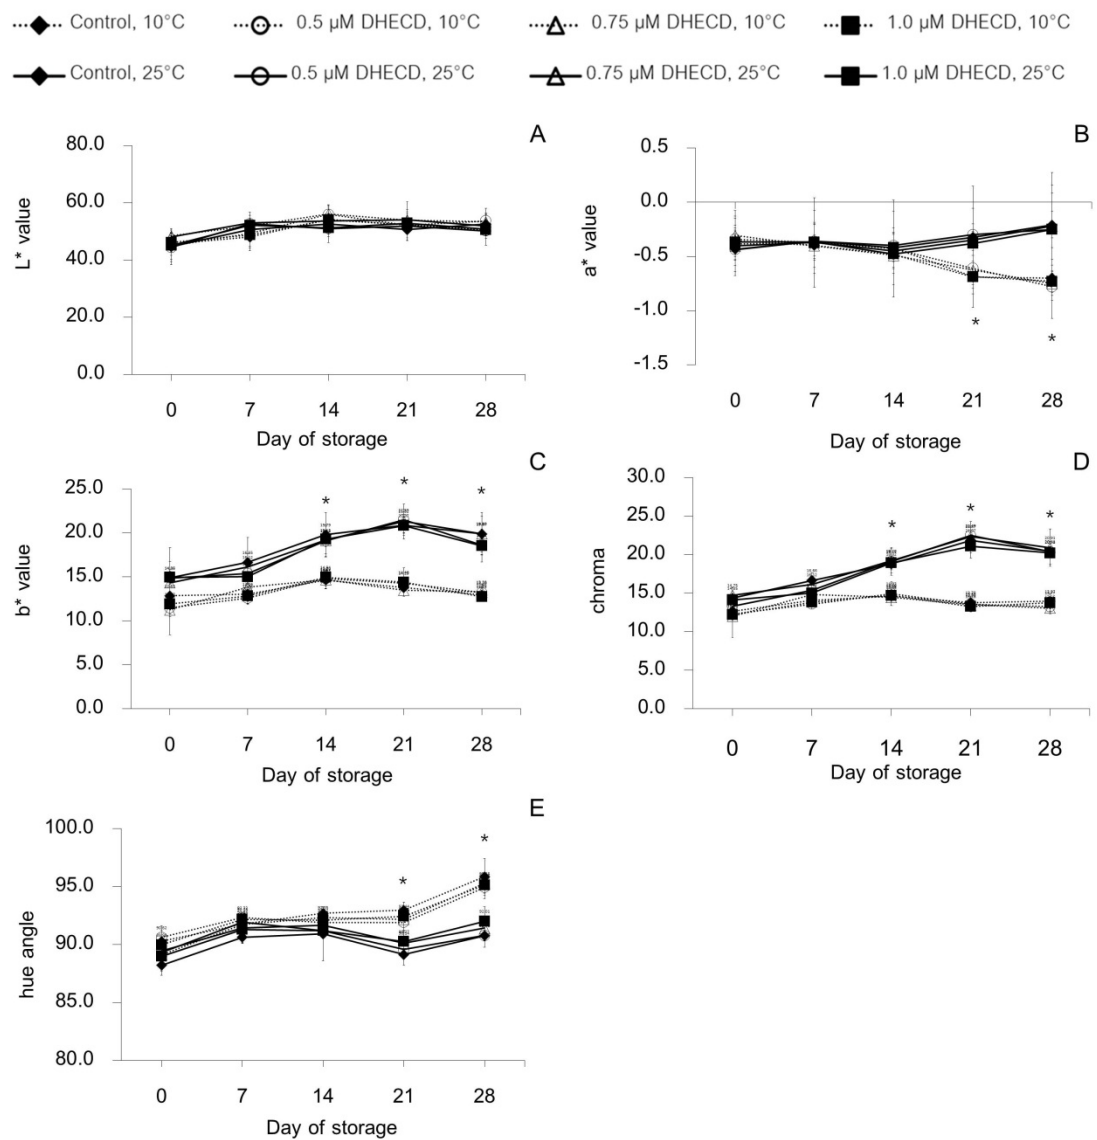 Control, 10°C 0.5 µM DHECD, 10°C 0.75 µM DHECD, 10°C 1.0 µM DHECD, 10°C
Control, 25°C 0.5 µM DHECD, 25°C 0.75 µM DHECD, 25°C 1.0 µM DHECD, 25°C
A
80.0
60.0
40.0
20.0
0.0
L* value
0 7 14 21 28
Day of storage
B
0.5
0.0
-0.5
-1.0
-1.5
a* value
* *
0 7 14 21 28
Day of storage
C
25.0
20.0
15.0
10.0
5.0
0.0
b* value
* * *
0 7 14 21 28
Day of storage
D
30.0
25.0
20.0
15.0
10.0
5.0
0.0
chroma
* * *
0 7 14 21 28
Day of storage
E
100.0
95.0
90.0
85.0
80.0
hue angle
* *
0 7 14 21 28
Day of storage